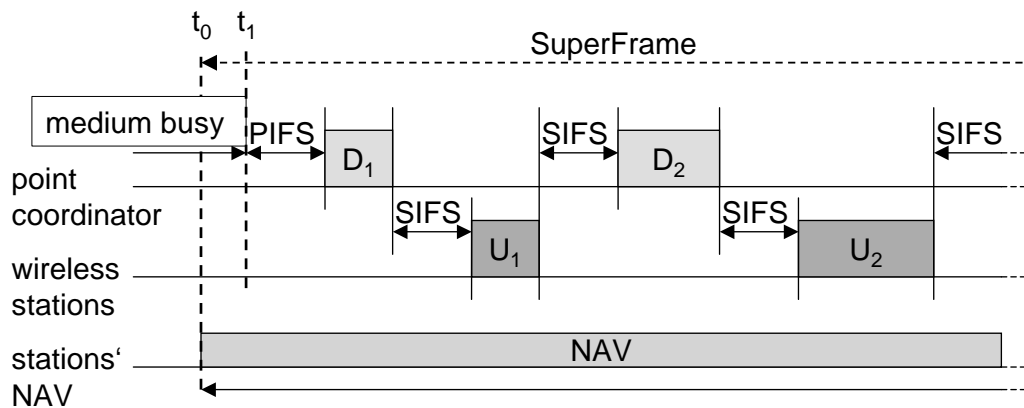 t0 t1
SuperFrame
medium busy
PIFS D1 SIFS D2 SIFS
point
coordinator
SIFS U1 SIFS U2
wireless
stations
stations‘ NAV
NAV